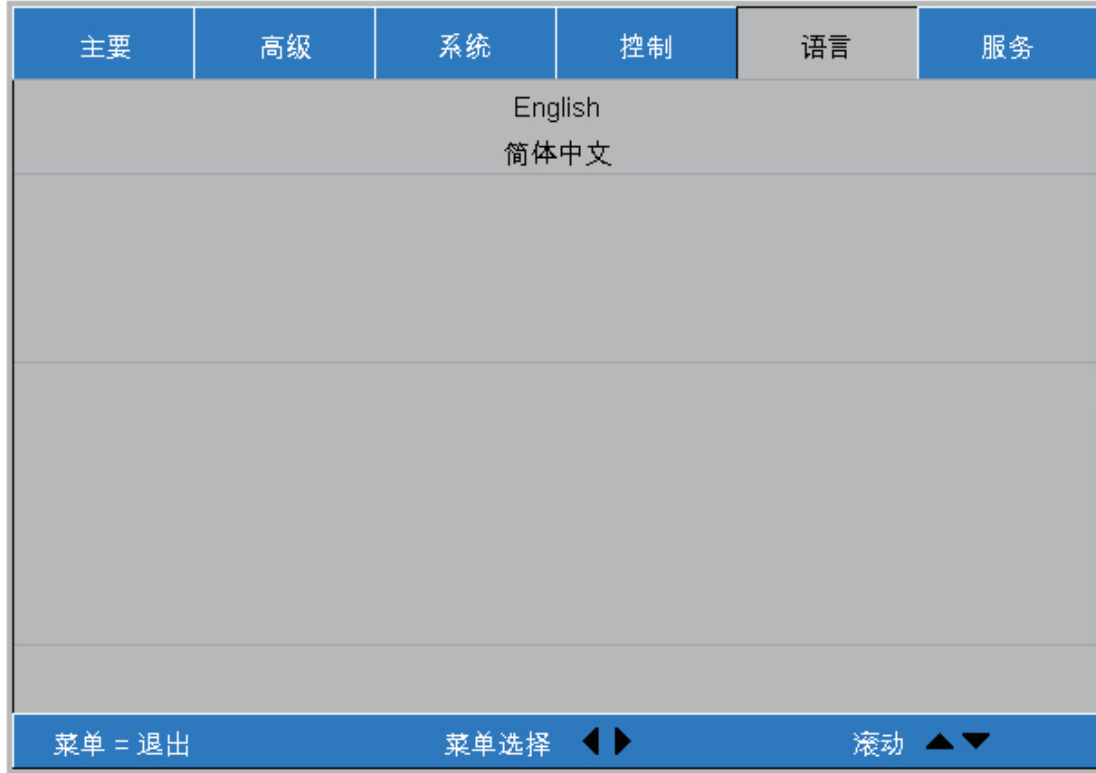 主要 高级 系统 控制 语言 服务
English
简体中文
菜单 = 退出 菜单选择 滚动